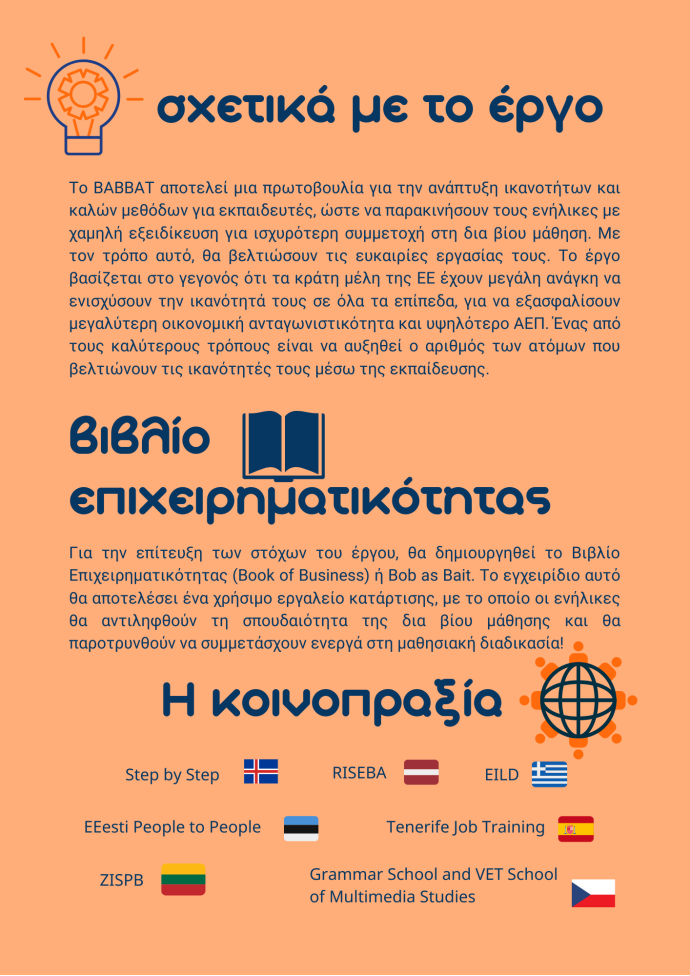 σχετικά με το έργο
Το BABBAT αποτελεί μια πρωτοβουλία για την ανάπτυξη ικανοτήτων και
καλών μεθόδων για εκπαιδευτές, ώστε να παρακινήσουν τους ενήλικες με
χαμηλή εξειδίκευση για ισχυρότερη συμμετοχή στη δια βίου μάθηση. Με
τον τρόπο αυτό, θα βελτιώσουν τις ευκαιρίες εργασίας τους. Το έργο
βασίζεται στο γεγονός ότι τα κράτη μέλη της ΕΕ έχουν μεγάλη ανάγκη να
ενισχύσουν την ικανότητά τους σε όλα τα επίπεδα, για να εξασφαλίσουν
μεγαλύτερη οικονομική ανταγωνιστικότητα και υψηλότερο ΑΕΠ. Ένας από
τους καλύτερους τρόπους είναι να αυξηθεί ο αριθμός των ατόμων που
βελτιώνουν τις ικανότητές τους μέσω της εκπαίδευσης.
βιβλίο
επιχειρηματικότητας
Για την επίτευξη των στόχων του έργου, θα δημιουργηθεί το Βιβλίο
Επιχειρηματικότητας (Book of Business) ή Bob as Bait. Το εγχειρίδιο αυτό
θα αποτελέσει ένα χρήσιμο εργαλείο κατάρτισης, με το οποίο οι ενήλικες
θα αντιληφθούν τη σπουδαιότητα της δια βίου μάθησης και θα
παροτρυνθούν να συμμετάσχουν ενεργά στη μαθησιακή διαδικασία!
Η κοινοπραξία
Step by Step
RISEBA
EILD
EEesti People to People
Tenerife Job Training
ZISPB
Grammar School and VET School
of Multimedia Studies